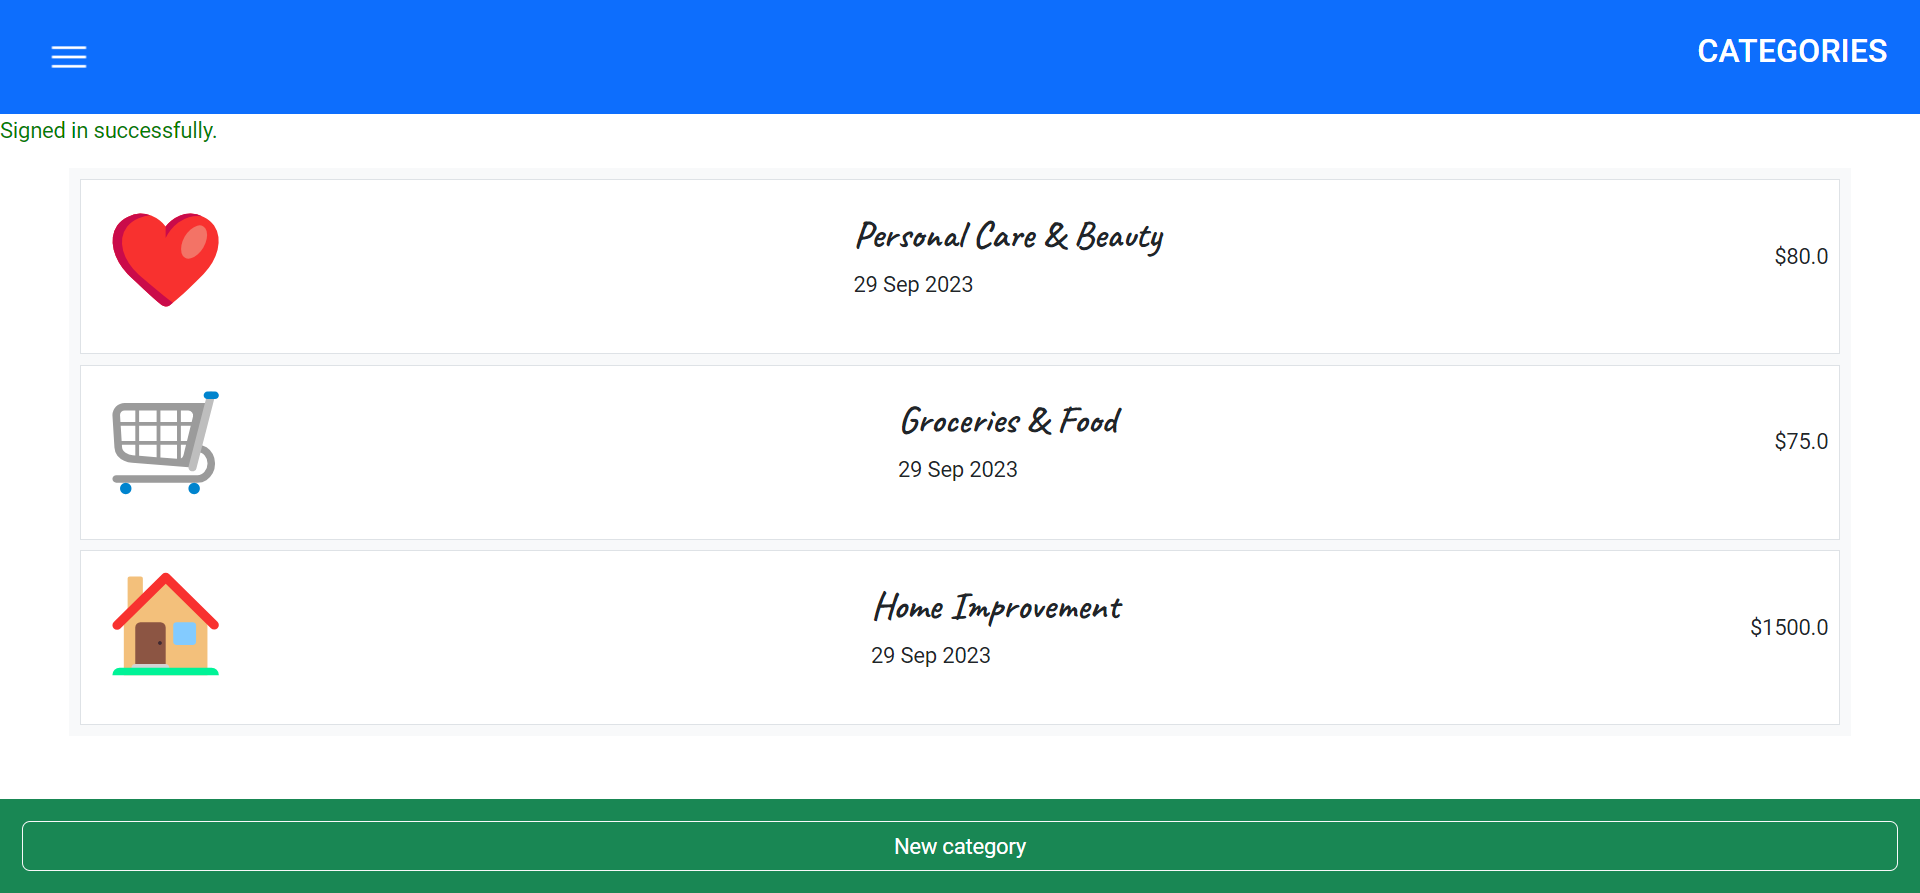 CATEGORIES
Signed in successfully.
Personal Care & Beauty
29 Sep 2023
$80.0
Groceries & Food
29 Sep 2023
$75.0
Home Improvement
29 Sep 2023
$1500.0
New category